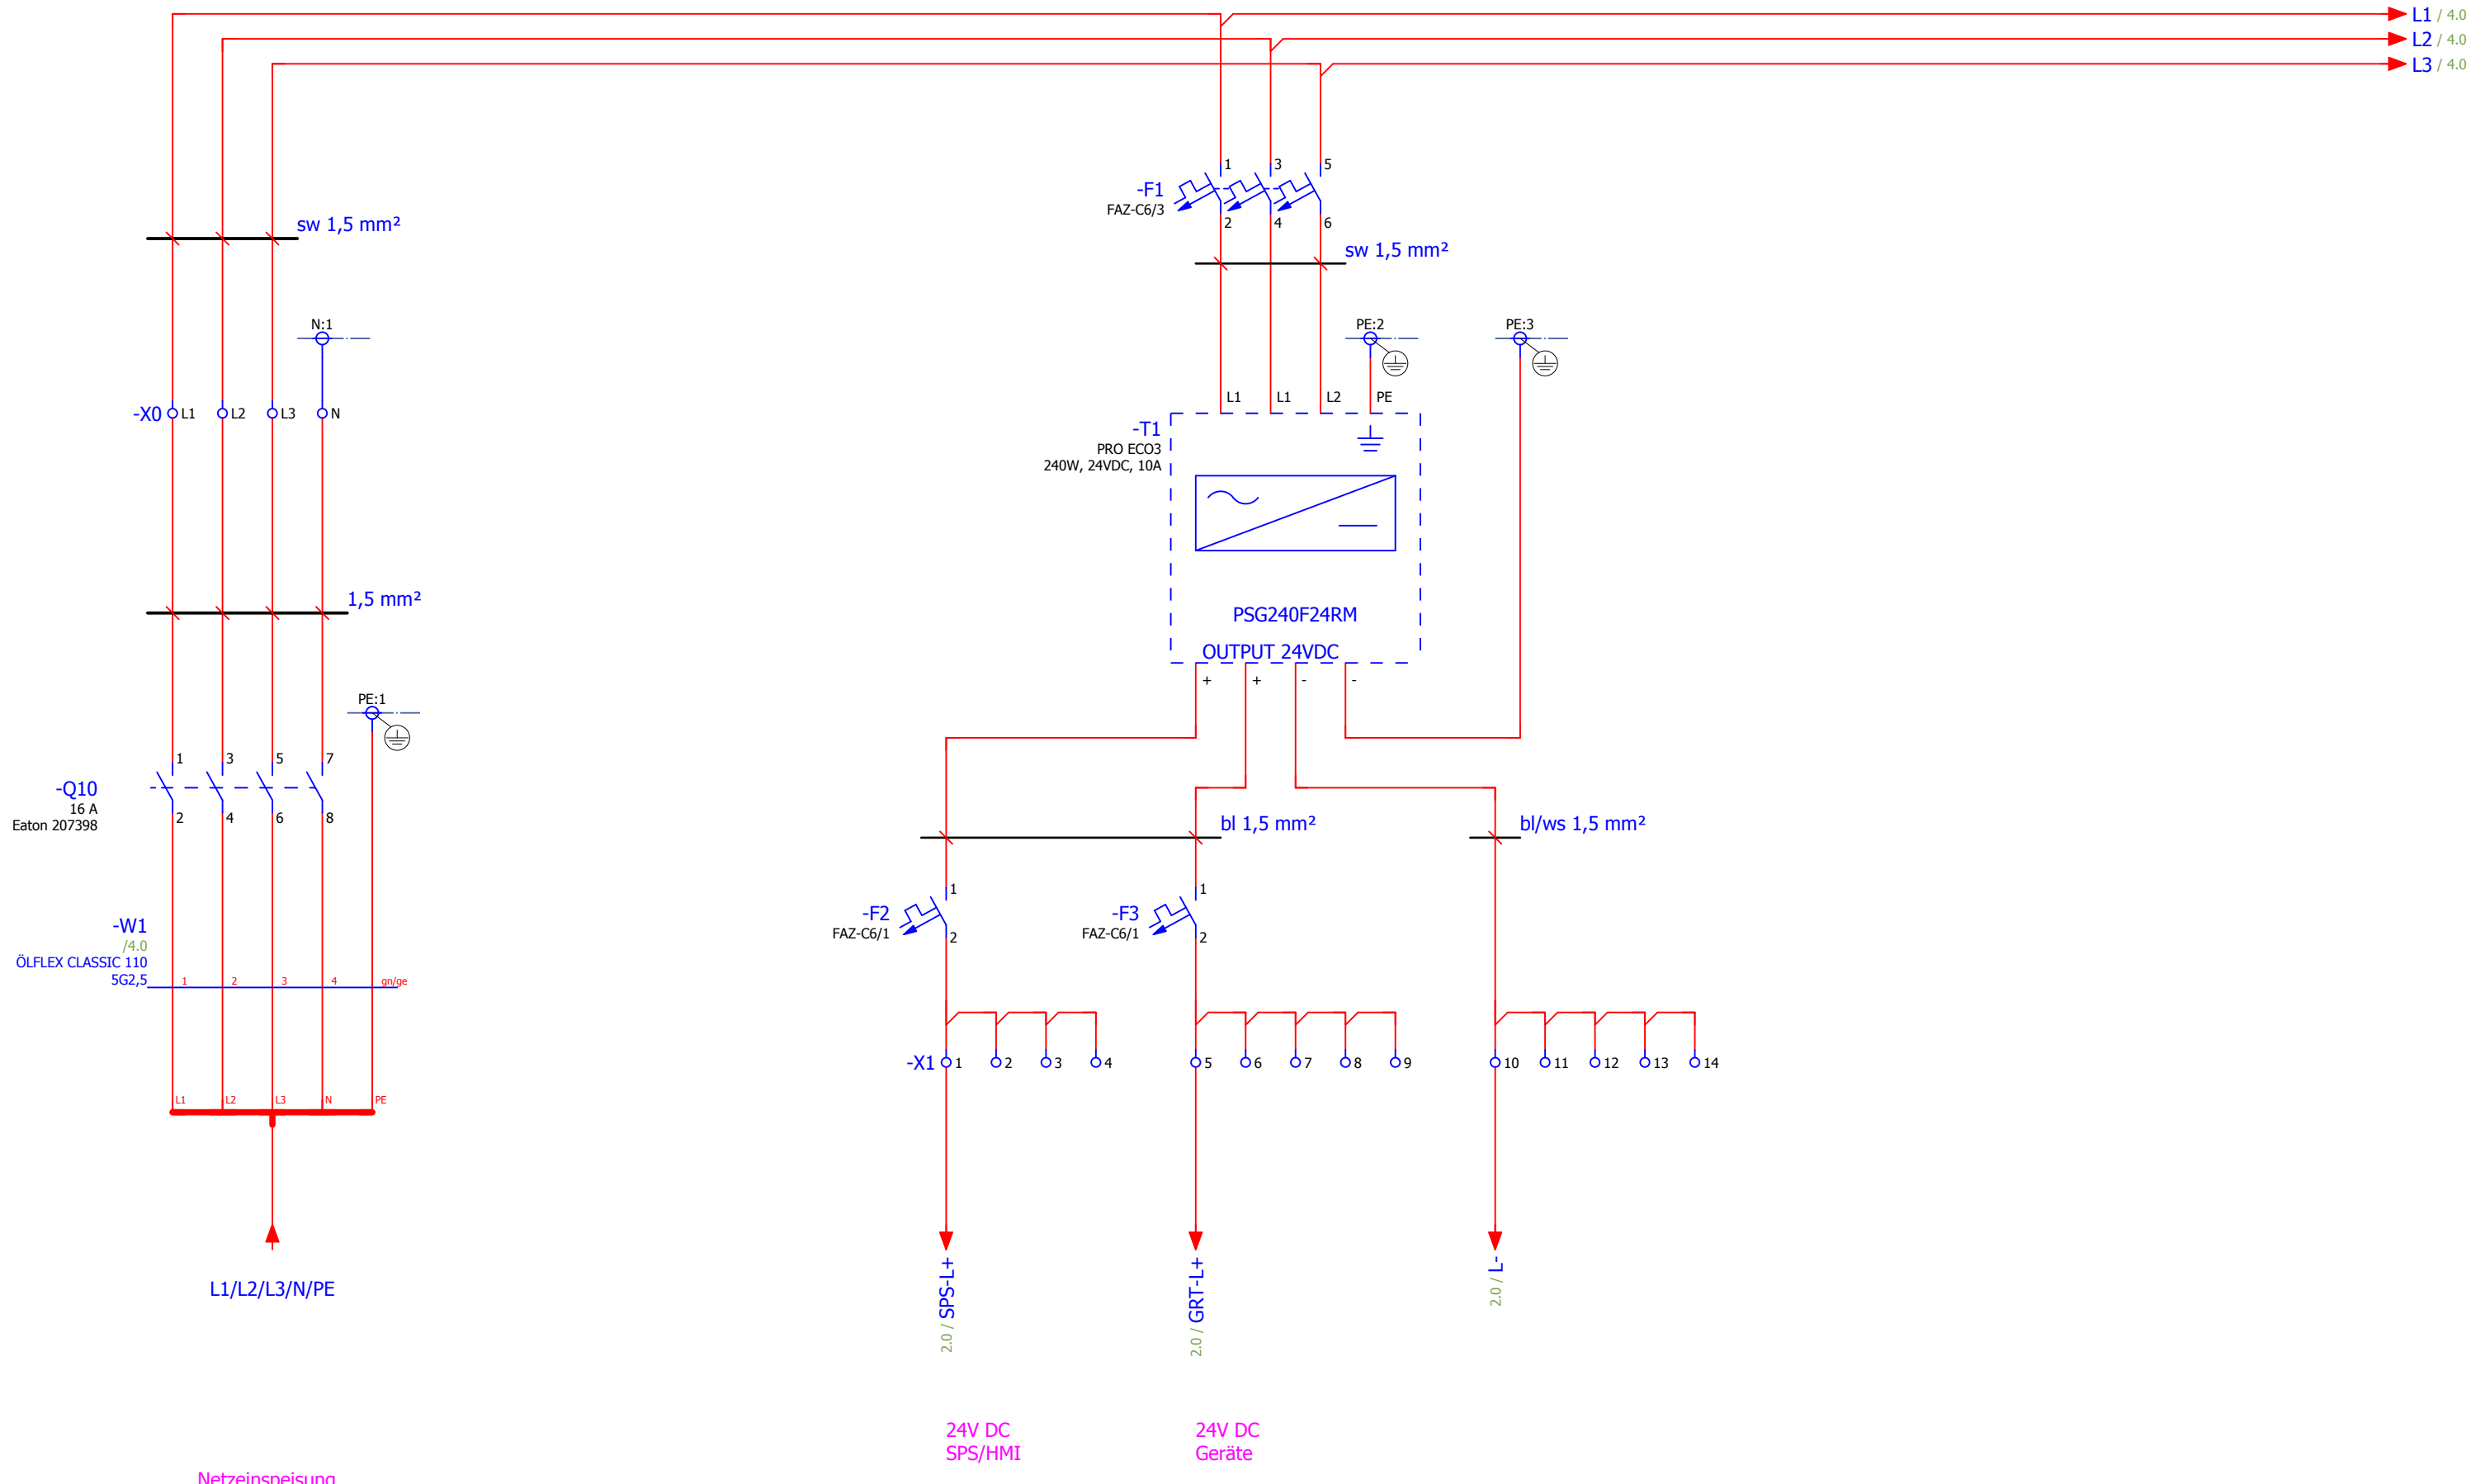 L1 / 4.0
L2 / 4.0
L3 / 4.0
1 3 5
-F1
FAZ-C6/3
2 4 6
sw 1,5 mm²
sw 1,5 mm²
N:1
PE:2
PE:3
L1 L1 L2 PE
-X0 L1 L2 L3 N
-T1
PRO ECO3
240W, 24VDC, 10A
PSG240F24RM
OUTPUT 24VDC
+ + - -
1,5 mm²
PE:1
1 3 5 7
-Q10
16 A
Eaton 207398
2 4 6 8
bl 1,5 mm²
bl/ws 1,5 mm²
1
-F2
FAZ-C6/1
2
1
-F3
FAZ-C6/1
2
-W1
/4.0
ÖLFLEX CLASSIC 110
5G2,5
1 2 3 4 gn/ge
-X1 1 2 3 4 5 6 7 8 9 10 11 12 13 14
L1 L2 L3 N PE
L1/L2/L3/N/PE
2.0 / SPS-L+
2.0 / GRT-L+
2.0 / L-
24V DC
SPS/HMI
24V DC
Geräte
Netzeinspeisung